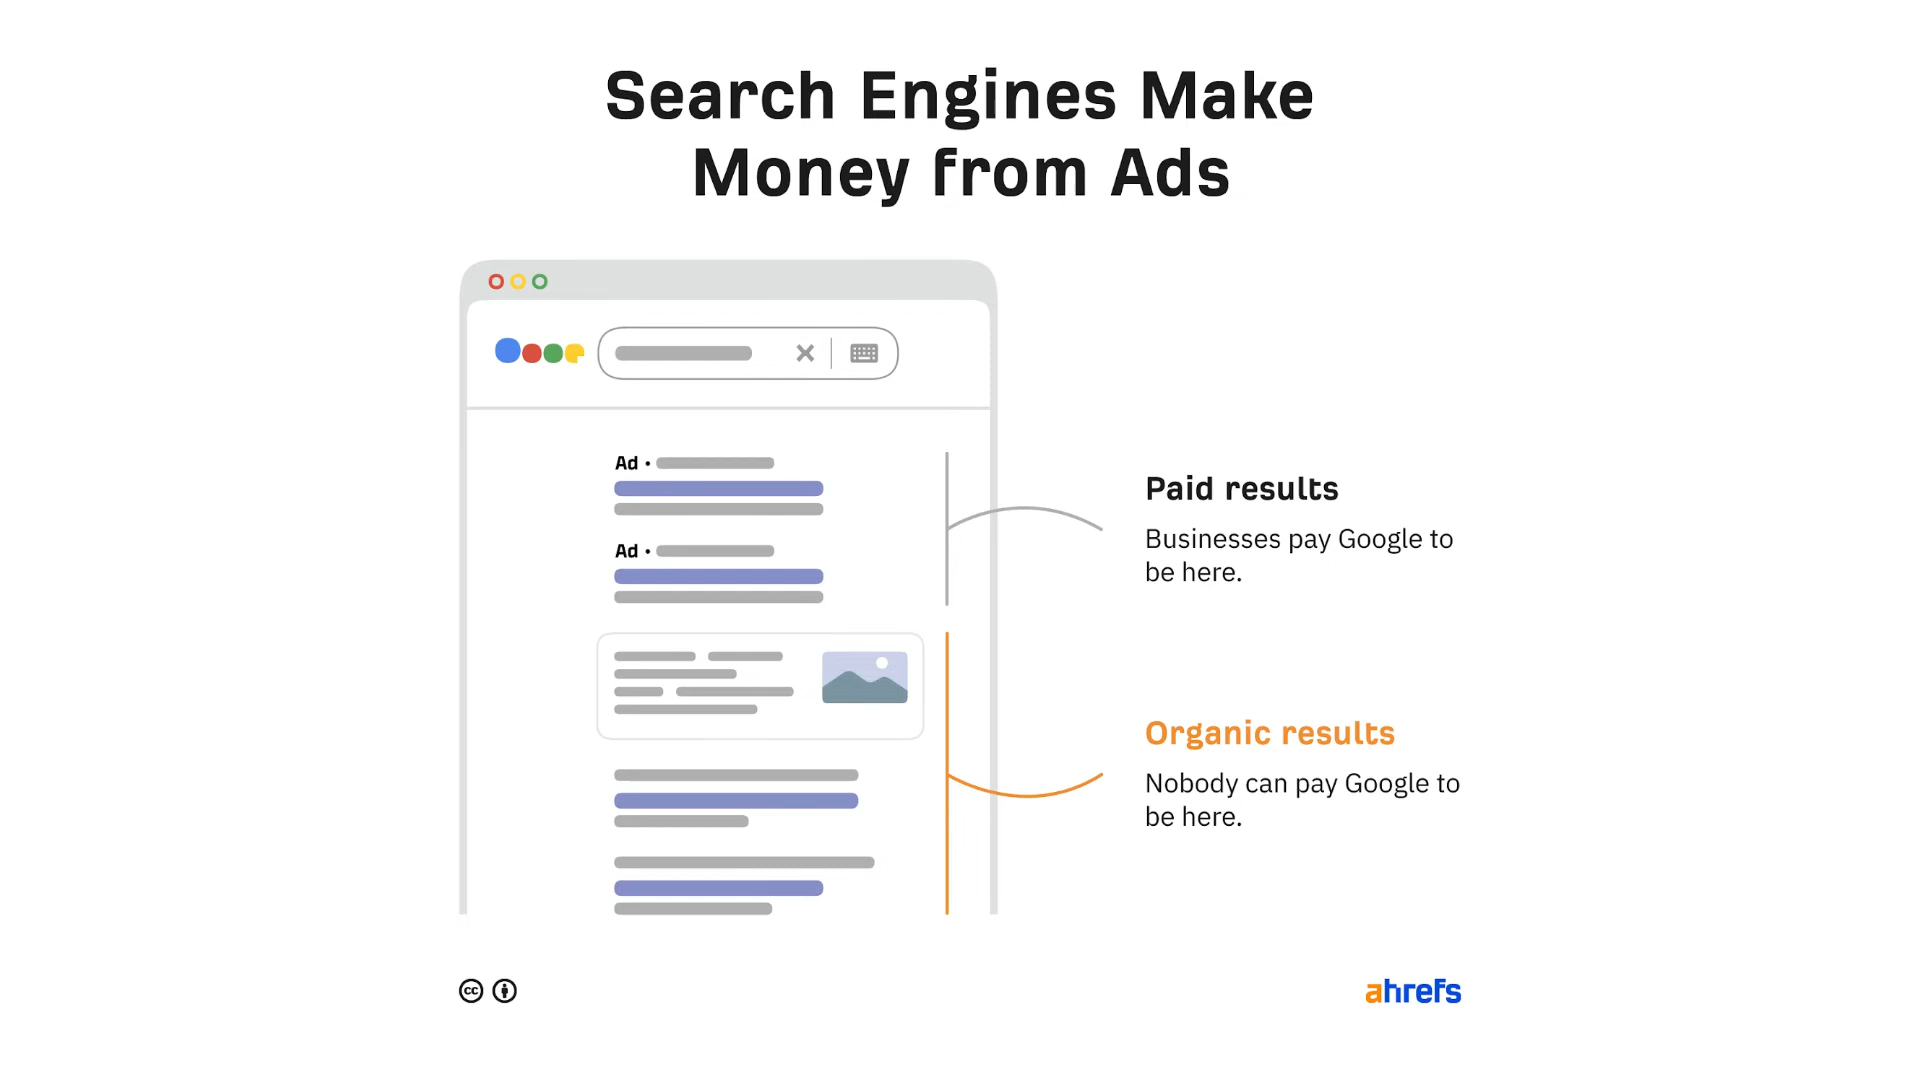 Search Engines Make
Money from Ads
Ad •
Ad •
Paid results
Businesses pay Google to
be here.
Organic results
Nobody can pay Google to
be here.
cc
ahrefs